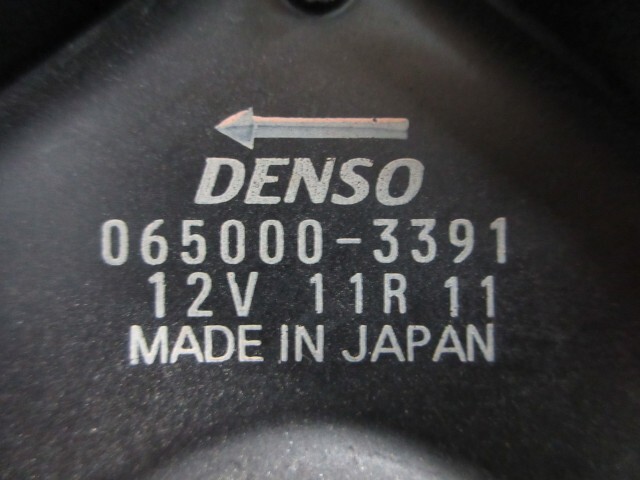 DENSO
065000-3391
12V 11R 11
MADE IN JAPAN